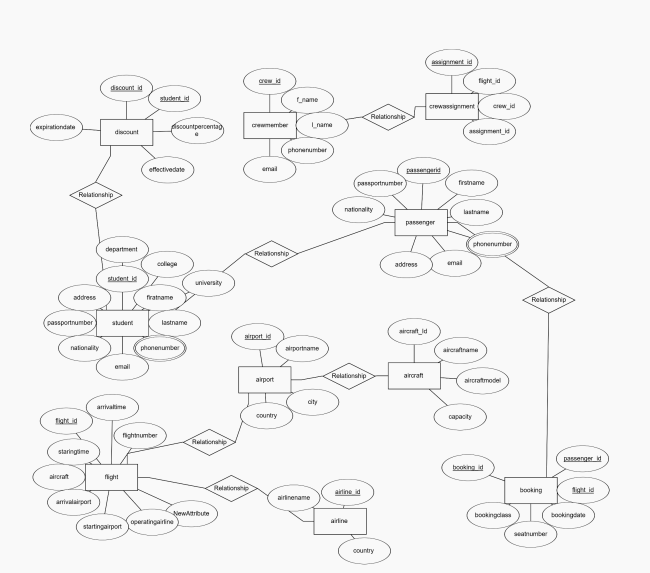 assignment_id
flight_id
crew_id
f_name
crewassignment
crew_id
discount_id
student_id
Relationship
l_name
crewmember
expirationdate
discount
discountpercentag
e
assignment_id
phonenumber
email
effectivedate
passengerid
passportnumber
firstname
Relationship
nationality
lastname
passenger
phonenumber
department
Relationship
college
address
email
student_id
university
Relationship
address
firatname
passportnumber
student
lastname
nationality
phonenumber
email
airport_id
airportname
aircraft_Id
aircraftname
airport
Relationship
aircraft
aircraftmodel
city
country
capacity
arrivaltime
flight_id
flightnumber
Relationship
staringtime
aircraft
flight
arrivalairport
startingairport
operatingairline
NewAttribute
Relationship
airlinename
airline_id
airline
country
booking_id
passenger_id
booking
flight_id
bookingclass
bookingdate
seatnumber